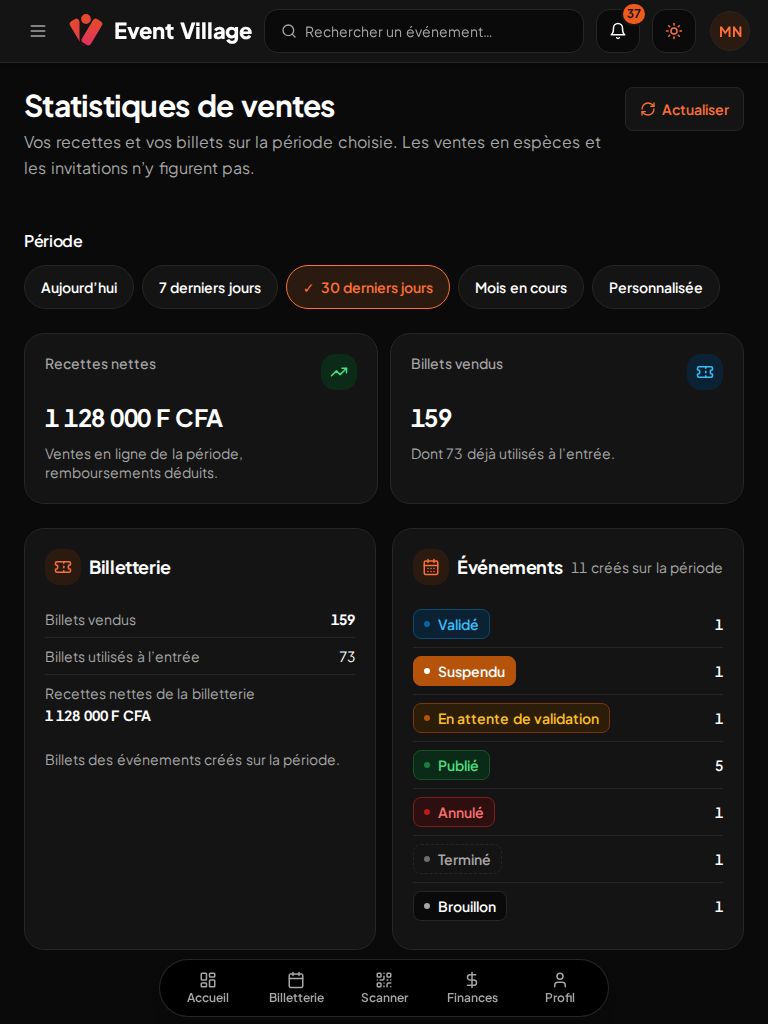 Event Village
Rechercher un événement...
37
MN
Statistiques de ventes
Actualiser
Vos recettes et vos billets sur la période choisie. Les ventes en espèces et
les invitations n'y figurent pas.
Période
Aujourd'hui
7 derniers jours
✓ 30 derniers jours
Mois en cours
Personnalisée
Recettes nettes
1 128 000 F CFA
Ventes en ligne de la période,
remboursements déduits.
Billets vendus
159
Dont 73 déjà utilisés à l'entrée.
Billetterie
Billets vendus 159
Billets utilisés à l'entrée 73
Recettes nettes de la billetterie
1 128 000 F CFA
Billets des événements créés sur la période.
Événements 11 créés sur la période
Validé 1
Suspendu 1
En attente de validation 1
Publié 5
Annulé 1
Terminé 1
Brouillon 1
Accueil
Billetterie
Scanner
Finances
Profil